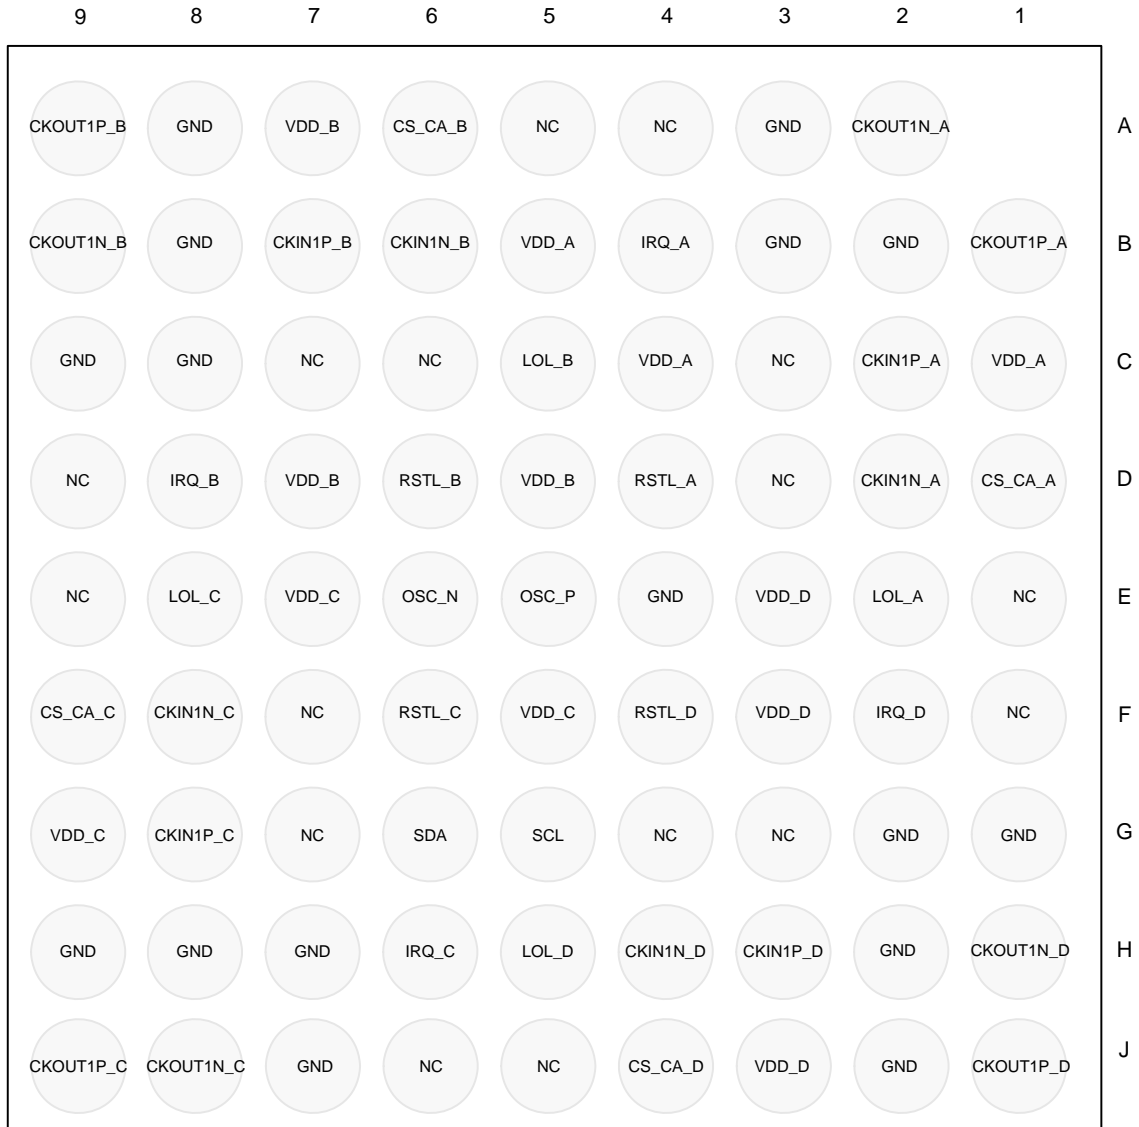 9 8 7 6 5 4 3 2 1
CKOUT1P_B GND VDD_B CS_CA_B NC NC GND CKOUT1N_A A
CKOUT1N_B GND CKIN1P_B CKIN1N_B VDD_A IRQ_A GND GND CKOUT1P_A B
GND GND NC NC LOL_B VDD_A NC CKIN1P_A VDD_A C
NC IRQ_B VDD_B RSTL_B VDD_B RSTL_A NC CKIN1N_A CS_CA_A D
NC LOL_C VDD_C OSC_N OSC_P GND VDD_D LOL_A NC E
CS_CA_C CKIN1N_C NC RSTL_C VDD_C RSTL_D VDD_D IRQ_D NC F
VDD_C CKIN1P_C NC SDA SCL NC NC GND GND G
GND GND GND IRQ_C LOL_D CKIN1N_D CKIN1P_D GND CKOUT1N_D H
CKOUT1P_C CKOUT1N_C GND NC NC CS_CA_D VDD_D GND CKOUT1P_D J